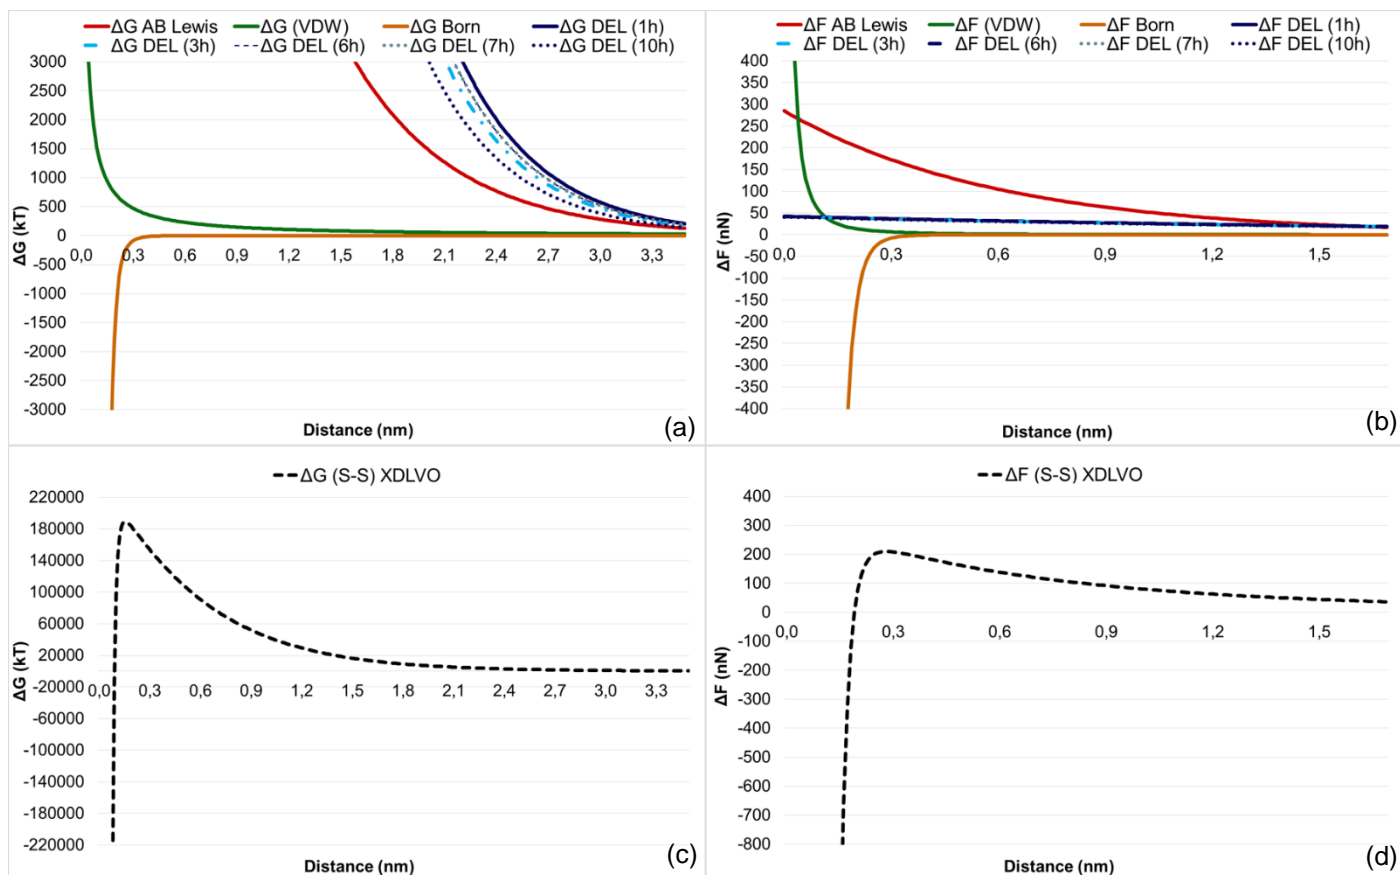 ΔG AB Lewis ΔG (VDW) ΔG Born ΔG DEL (1h)
ΔG DEL (3h) ΔG DEL (6h) ΔG DEL (7h) ΔG DEL (10h)
3000
2500
2000
1500
1000
500
0
-500
-1000
-1500
-2000
-2500
-3000
ΔG (kT)
0,0 0,3 0,6 0,9 1,2 1,5 1,8 2,1 2,4 2,7 3,0 3,3
Distance (nm)
(a)
ΔF AB Lewis ΔF (VDW) ΔF Born ΔF DEL (1h)
ΔF DEL (3h) ΔF DEL (6h) ΔF DEL (7h) ΔF DEL (10h)
400
350
300
250
200
150
100
50
0
-50
-100
-150
-200
-250
-300
-350
-400
ΔF (nN)
0,0 0,3 0,6 0,9 1,2 1,5
Distance (nm)
(b)
ΔG (S-S) XDLVO
220000
180000
140000
100000
60000
20000
-20000
-60000
-100000
-140000
-180000
-220000
ΔG (kT)
0,0 0,3 0,6 0,9 1,2 1,5 1,8 2,1 2,4 2,7 3,0 3,3
Distance (nm)
(c)
ΔF (S-S) XDLVO
400
300
200
100
0
-100
-200
-300
-400
-500
-600
-700
-800
ΔF (nN)
0,0 0,3 0,6 0,9 1,2 1,5
Distance (nm)
(d)